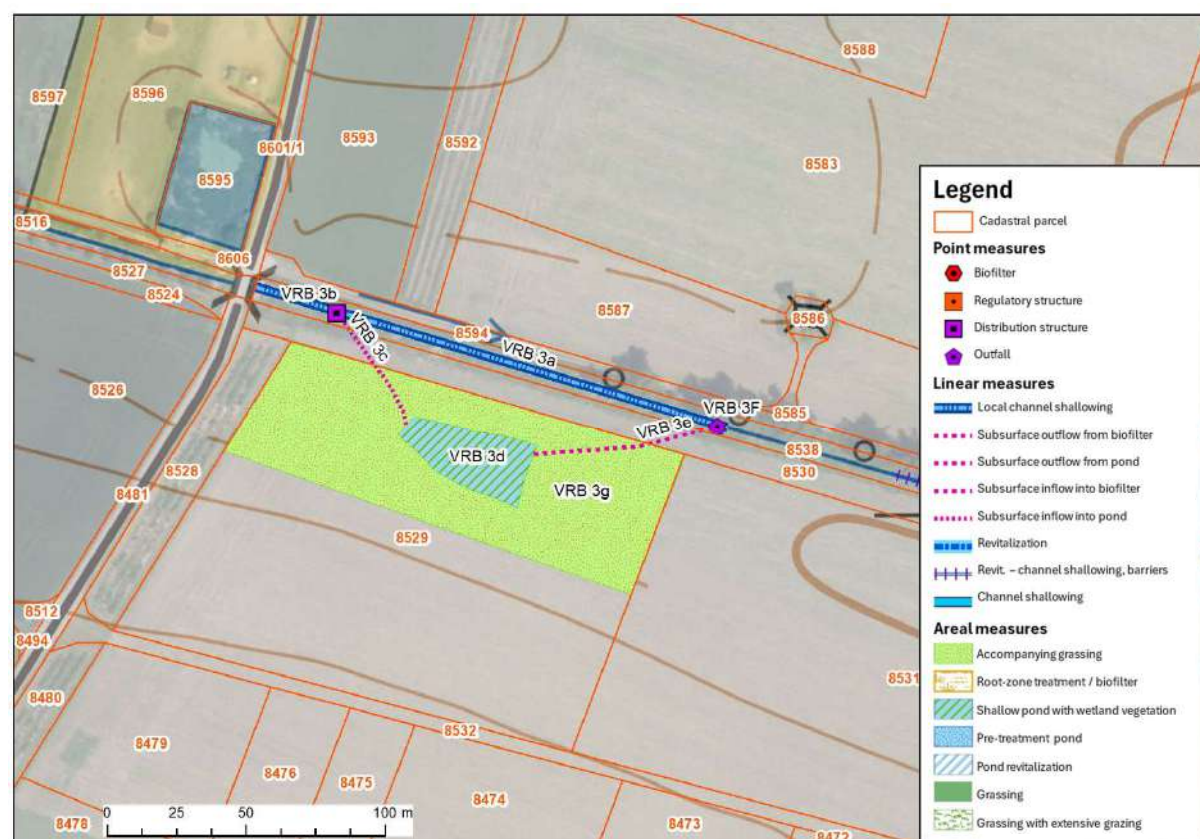 8588
8597
8596
8601/1
8593
8592
8583
8595
8516
8606
8527
8524
VRB 3b
VRB 3c
8594
8587
8586
VRB 3a
8526
VRB 3F
8585
VRB 3e
8538
8530
VRB 3d
VRB 3g
8528
8481
8529
8512
8494
8531
8480
8532
8479
8476
8475
8474
8478
8473
8472
0 25 50 100 m
Legend
Cadastral parcel
Point measures
Biofilter
Regulatory structure
Distribution structure
Outfall
Linear measures
Local channel shallowing
Subsurface outflow from biofilter
Subsurface outflow from pond
Subsurface inflow into biofilter
Subsurface inflow into pond
Revitalization
Revit. – channel shallowing, barriers
Channel shallowing
Areal measures
Accompanying grassing
Root-zone treatment / biofilter
Shallow pond with wetland vegetation
Pre-treatment pond
Pond revitalization
Grassing
Grassing with extensive grazing